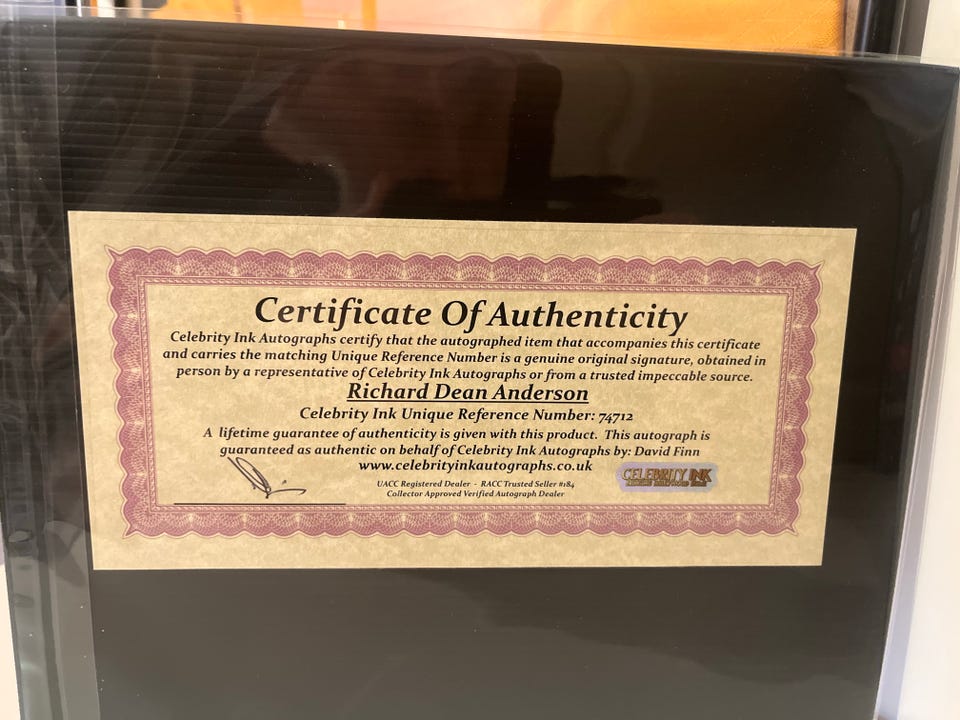 Certificate Of Authenticity
Celebrity Ink Autographs certify that the autographed item that accompanies this certificate
and carries the matching Unique Reference Number is a genuine original signature, obtained in
person by a representative of Celebrity Ink Autographs or from a trusted impeccable source.
Richard Dean Anderson
Celebrity Ink Unique Reference Number: 74712
A lifetime guarantee of authenticity is given with this product. This autograph is
guaranteed as authentic on behalf of Celebrity Ink Autographs by: David Finn
www.celebrityinkautographs.co.uk
UACC Registered Dealer - RACC Trusted Seller #184
Collector Approved Verified Autograph Dealer
CELEBRITY INK